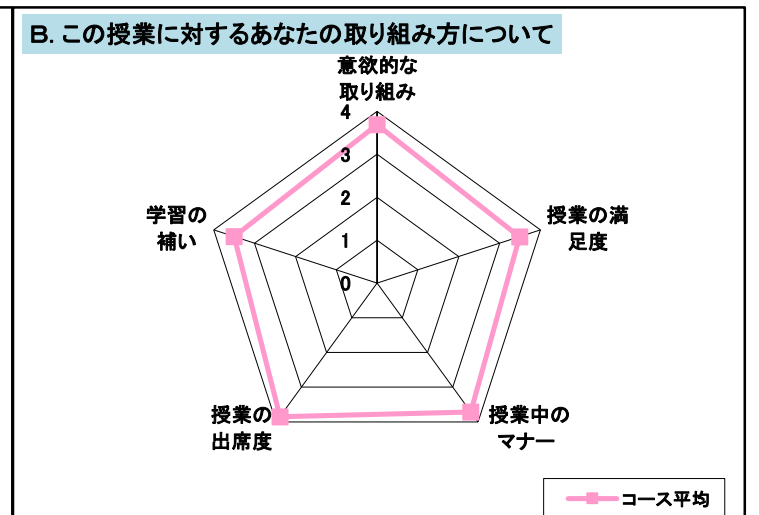 B. この授業に対するあなたの取り組み方について
意欲的な
取り組み
4
3
2
1
0
学習の
補い
授業の満
足度
授業の
出席度
授業中の
マナー
コース平均